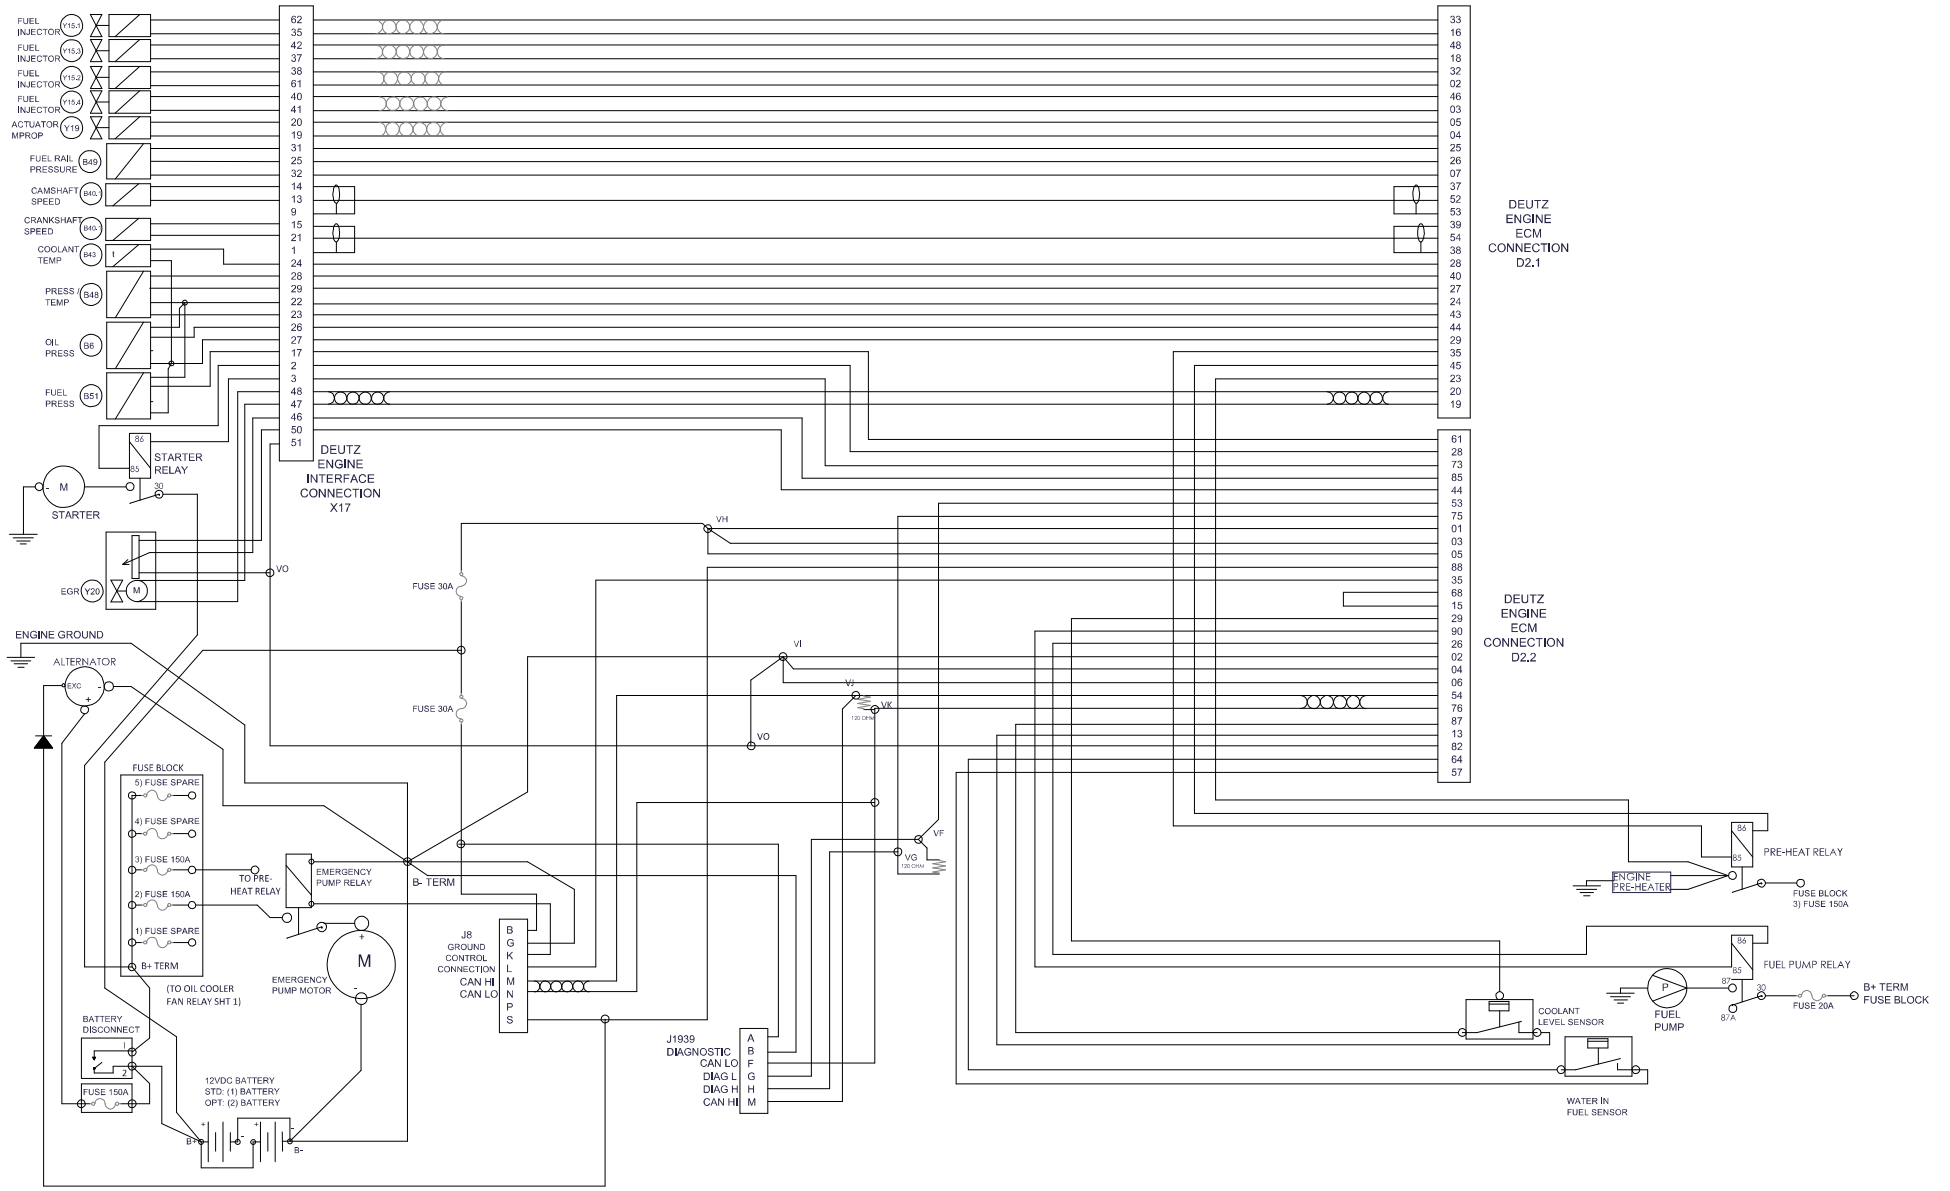 FUEL
INJECTOR
Y15.1
FUEL
INJECTOR
Y15.3
FUEL
INJECTOR
Y15.2
FUEL
INJECTOR
Y15.4
ACTUATOR
MPROP
Y19
FUEL RAIL
PRESSURE
B49
CAMSHAFT
SPEED
B40.1
CRANKSHAFT
SPEED
B40.1
COOLANT
TEMP
B43
t
PRESS /
TEMP
B48
OIL
PRESS
B6
FUEL
PRESS
B51
62
35
42
37
38
61
40
41
20
19
31
25
32
14
13
9
15
21
1
24
28
29
22
23
26
27
17
2
3
48
47
46
50
51
DEUTZ
ENGINE
INTERFACE
CONNECTION
X17
33
16
48
18
32
02
46
03
05
04
25
26
07
37
52
53
39
54
38
28
40
27
24
43
44
29
35
45
23
20
19
DEUTZ
ENGINE
ECM
CONNECTION
D2.1
61
28
73
85
44
53
75
01
03
05
88
35
68
15
29
90
26
02
04
06
54
76
87
13
82
64
57
DEUTZ
ENGINE
ECM
CONNECTION
D2.2
86
85
STARTER
RELAY
30
- M
STARTER
EGR
Y20
M
VO
ENGINE GROUND
ALTERNATOR
EXC
-
+
FUSE 30A
FUSE 30A
VH
VI
VJ
VK
120 OHM
VO
VF
VG
120 OHM
FUSE BLOCK
5) FUSE SPARE
4) FUSE SPARE
3) FUSE 150A
2) FUSE 150A
1) FUSE SPARE
B+ TERM
TO PRE-
HEAT RELAY
EMERGENCY
PUMP RELAY
B- TERM
+
M
-
EMERGENCY
PUMP MOTOR
(TO OIL COOLER
FAN RELAY SHT 1)
BATTERY
DISCONNECT
1
2
FUSE 150A
12VDC BATTERY
STD: (1) BATTERY
OPT: (2) BATTERY
+
-
+
-
B+
B-
J8
GROUND
CONTROL
CONNECTION
CAN HI
CAN LO
B
G
K
L
M
N
P
S
J1939
DIAGNOSTIC
CAN LO
DIAG L
DIAG H
CAN HI
A
B
F
G
H
M
86
85
PRE-HEAT RELAY
ENGINE
PRE-HEATER
FUSE BLOCK
3) FUSE 150A
86
85
FUEL PUMP RELAY
87
30
87A
P
FUEL
PUMP
FUSE 20A
B+ TERM
FUSE BLOCK
COOLANT
LEVEL SENSOR
WATER IN
FUEL SENSOR